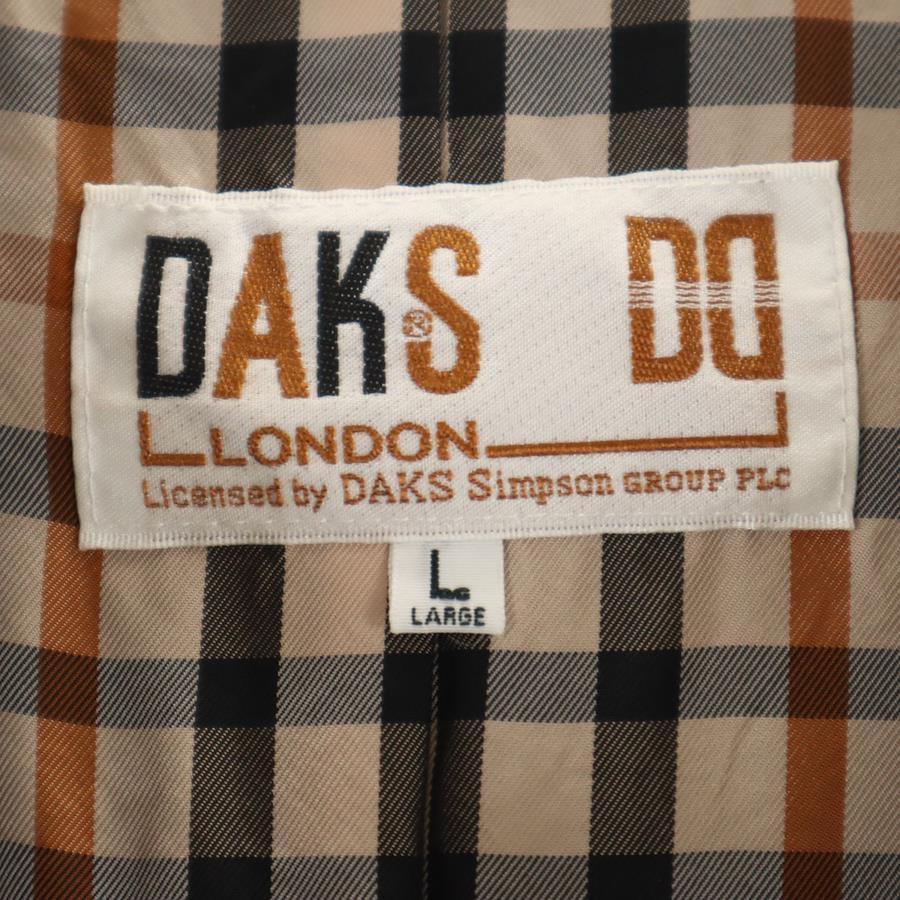 DAKS® DD
LONDON
Licensed by DAKS Simpson GROUP PLC
L
LARGE